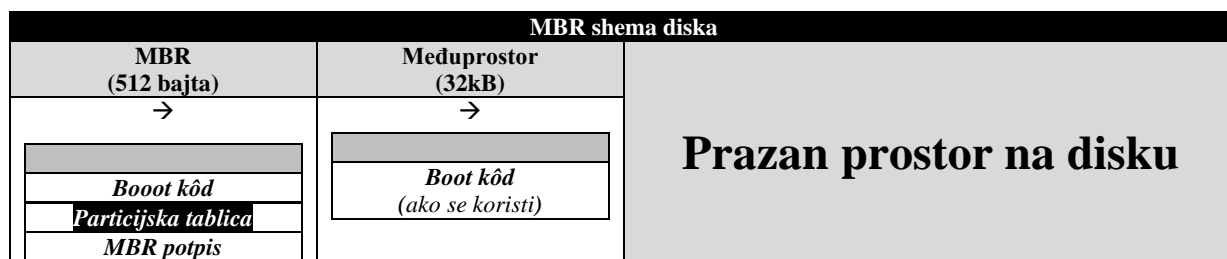 MBR shema diska
MBR
(512 bajta)
Međuprostor
(32kB)
→
→
Prazan prostor na disku
Booot kôd
Particijska tablica
MBR potpis
Boot kôd
(ako se koristi)